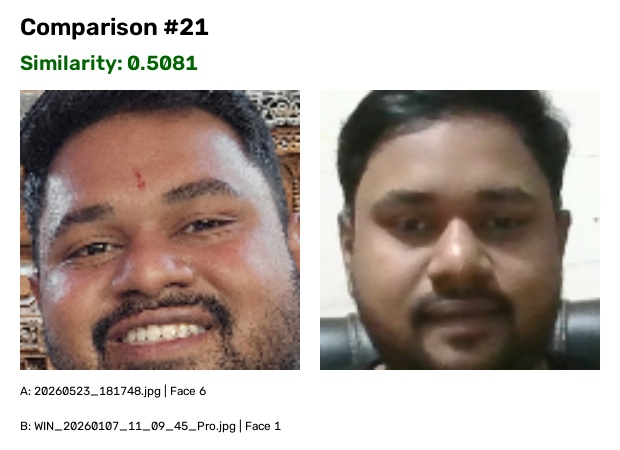 Comparison #21
Similarity: 0.5081
A: 20260523_181748.jpg | Face 6
B: WIN_20260107_11_09_45_Pro.jpg | Face 1